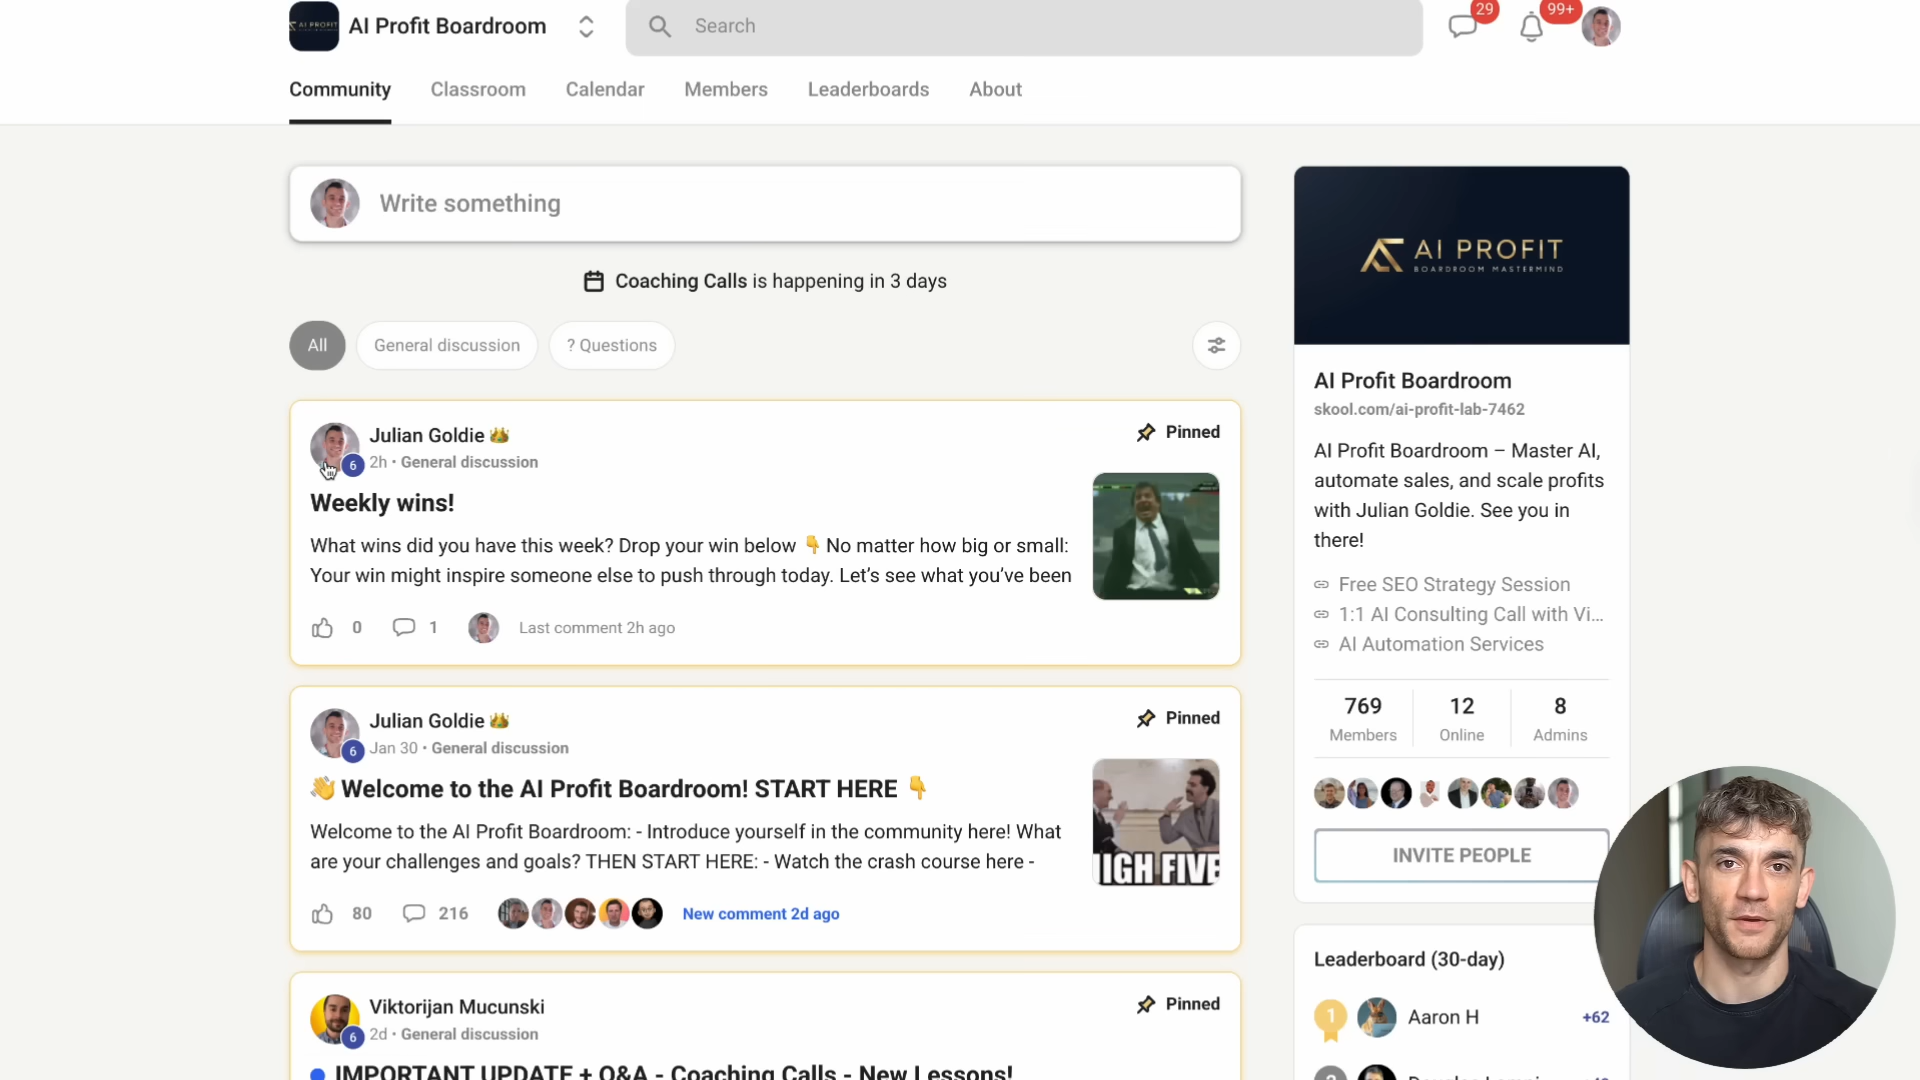 AI PROFIT
AI Profit Boardroom
Search
29
99+
Community
Classroom
Calendar
Members
Leaderboards
About
Write something
Coaching Calls is happening in 3 days
All
General discussion
? Questions
Julian Goldie
6
2h • General discussion
Pinned
Weekly wins!
What wins did you have this week? Drop your win below 👇 No matter how big or small:
Your win might inspire someone else to push through today. Let’s see what you’ve been
0
1
Last comment 2h ago
Julian Goldie
6
Jan 30 • General discussion
Pinned
👋 Welcome to the AI Profit Boardroom! START HERE 👇
Welcome to the AI Profit Boardroom: - Introduce yourself in the community here! What
are your challenges and goals? THEN START HERE: - Watch the crash course here -
HIGH FIVE
80
216
New comment 2d ago
Viktorijan Mucunski
6
2d • General discussion
Pinned
IMPORTANT UPDATE + Q&A - Coaching Calls - New Lessons!
AI PROFIT
BOARDROOM MASTERMIND
AI Profit Boardroom
skool.com/ai-profit-lab-7462
AI Profit Boardroom – Master AI,
automate sales, and scale profits
with Julian Goldie. See you in
there!
Free SEO Strategy Session
1:1 AI Consulting Call with Vi...
AI Automation Services
769
Members
12
Online
8
Admins
INVITE PEOPLE
Leaderboard (30-day)
1
Aaron H
+62